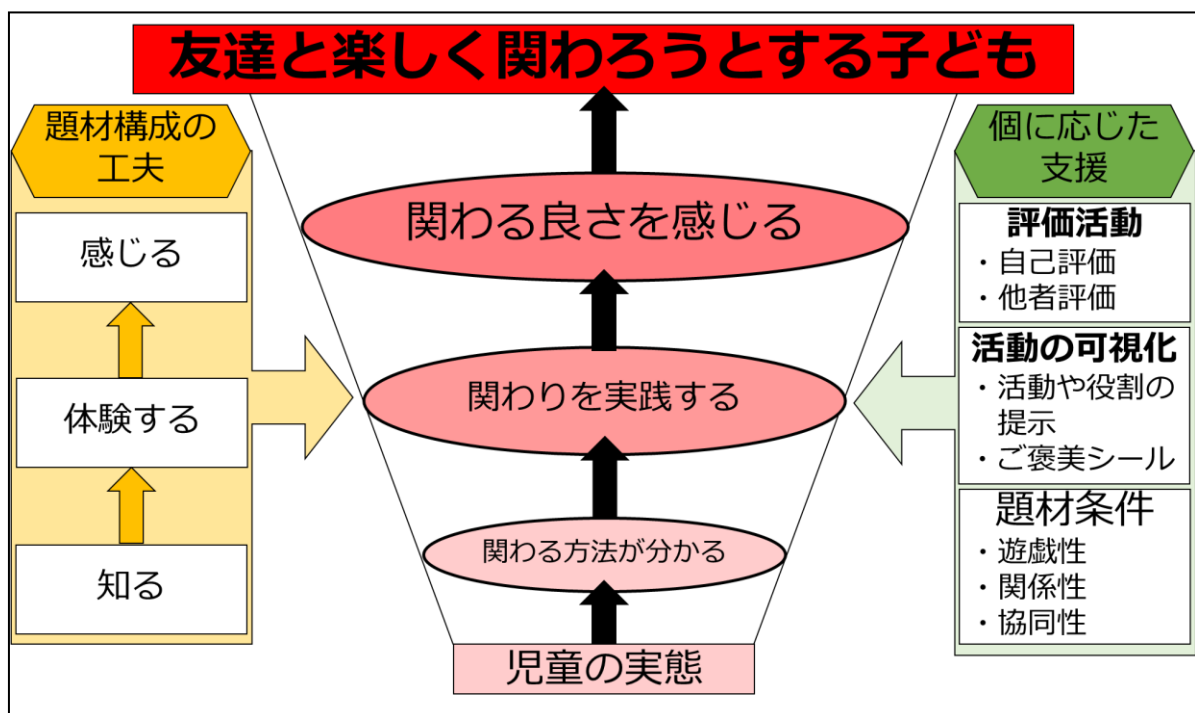 友達と楽しく関わろうとする子ども
題材構成の
工夫
感じる
体験する
知る
関わる良さを感じる
関わりを実践する
関わる方法が分かる
児童の実態
個に応じた
支援
評価活動
・自己評価
・他者評価
活動の可視化
・活動や役割の
提示
・ご褒美シール
題材条件
・遊戯性
・関係性
・協同性